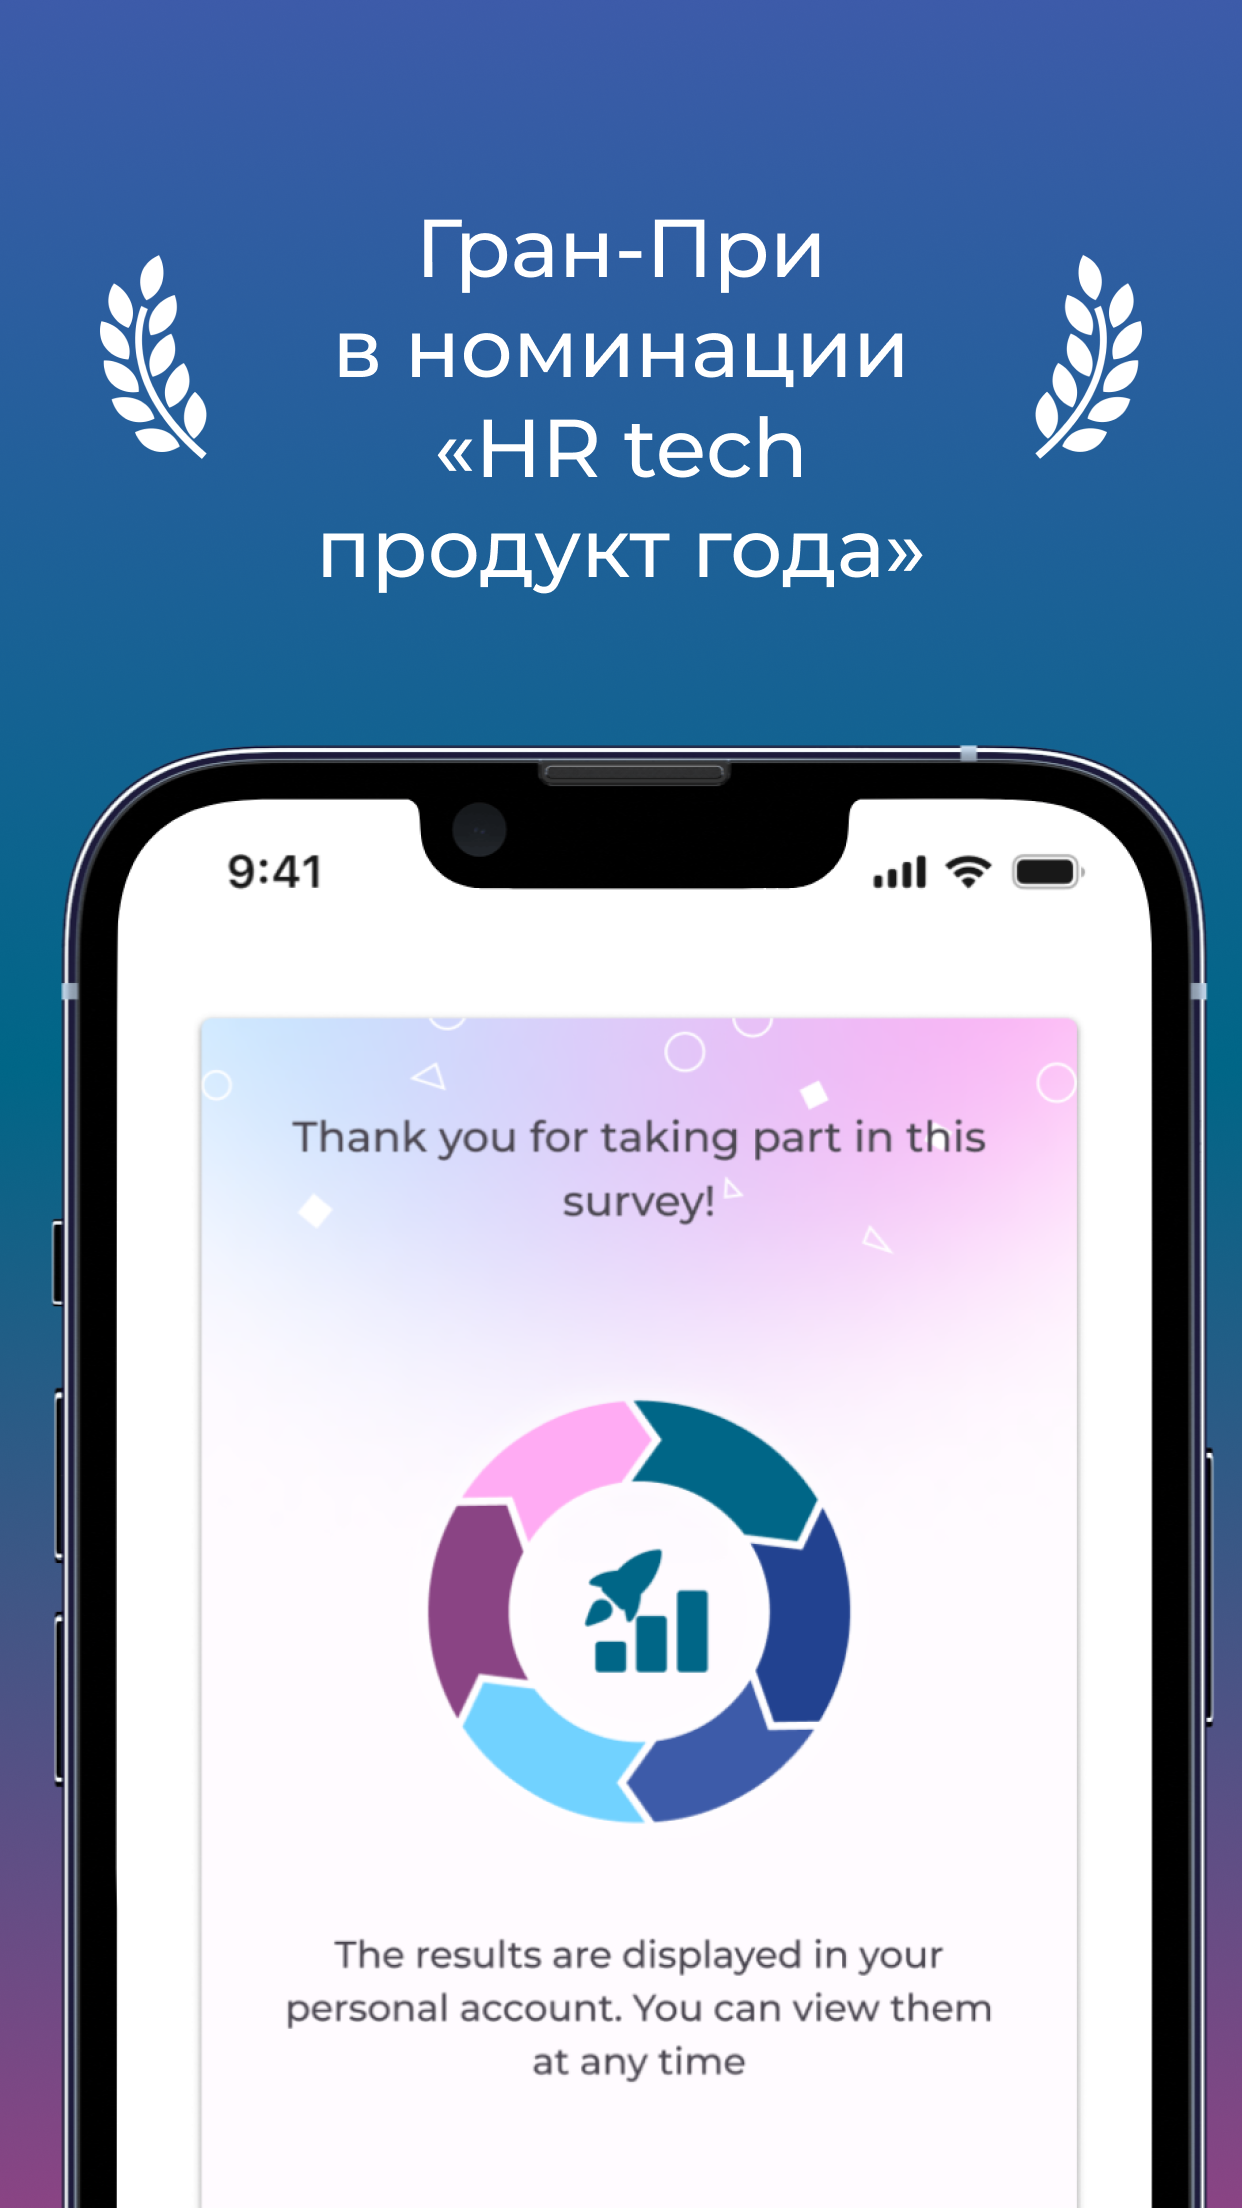 Гран-При
в номинации
«HR tech
продукт года»
9:41
Thank you for taking part in this
survey!
The results are displayed in your
personal account. You can view them
at any time